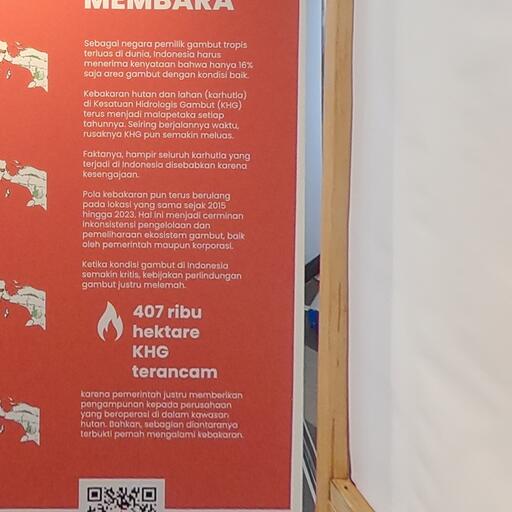 MEMBARA
Sebagai negara pemilik gambut tropis
terluas di dunia, Indonesia harus
menerima kenyataan bahwa hanya 16%
saja area gambut dengan kondisi baik.
Kebakaran hutan dan lahan (karhutla)
di Kesatuan Hidrologis Gambut (KHG)
terus menjadi malapetaka setiap
tahunnya. Seiring berjalannya waktu,
rusaknya KHG pun semakin meluas.
Faktanya, hampir seluruh karhutla yang
terjadi di Indonesia disebabkan karena
kesengajaan.
Pola kebakaran pun terus berulang
pada lokasi yang sama sejak 2015
hingga 2023. Hal ini menjadi cerminan
inkonsistensi pengelolaan dan
pemeliharaan ekosistem gambut, baik
oleh pemerintah maupun korporasi.
Ketika kondisi gambut di Indonesia
semakin kritis, kebijakan perlindungan
gambut justru melemah.
407 ribu
hektare
KHG
terancam
karena pemerintah justru memberikan
pengampunan kepada perusahaan
yang beroperasi di dalam kawasan
hutan. Bahkan, sebagian diantaranya
terbukti pernah mengalami kebakaran.